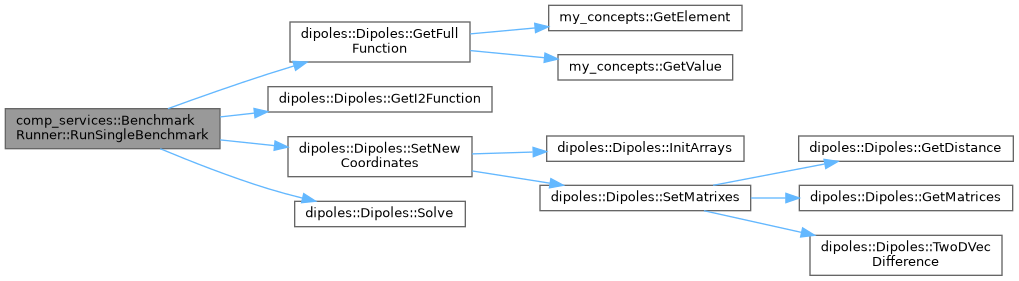 comp_services::Benchmark
Runner::RunSingleBenchmark
dipoles::Dipoles::GetFull
Function
my_concepts::GetElement
my_concepts::GetValue
dipoles::Dipoles::GetI2Function
dipoles::Dipoles::SetNew
Coordinates
dipoles::Dipoles::InitArrays
dipoles::Dipoles::SetMatrixes
dipoles::Dipoles::GetDistance
dipoles::Dipoles::GetMatrices
dipoles::Dipoles::TwoDVec
Difference
dipoles::Dipoles::Solve